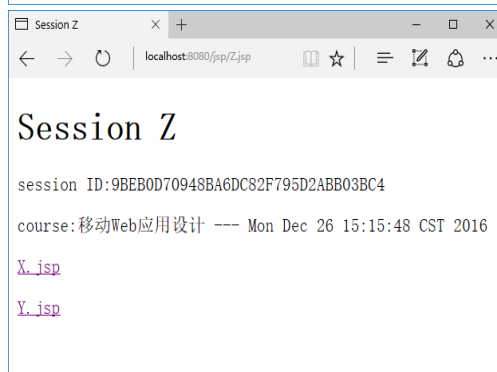 Session Z
localhost:8080/jsp/Z.jsp
Session Z
session ID:9BEB0D70948BA6DC82F795D2ABB03BC4
course:移动Web应用设计 --- Mon Dec 26 15:15:48 CST 2016
X.jsp
Y.jsp